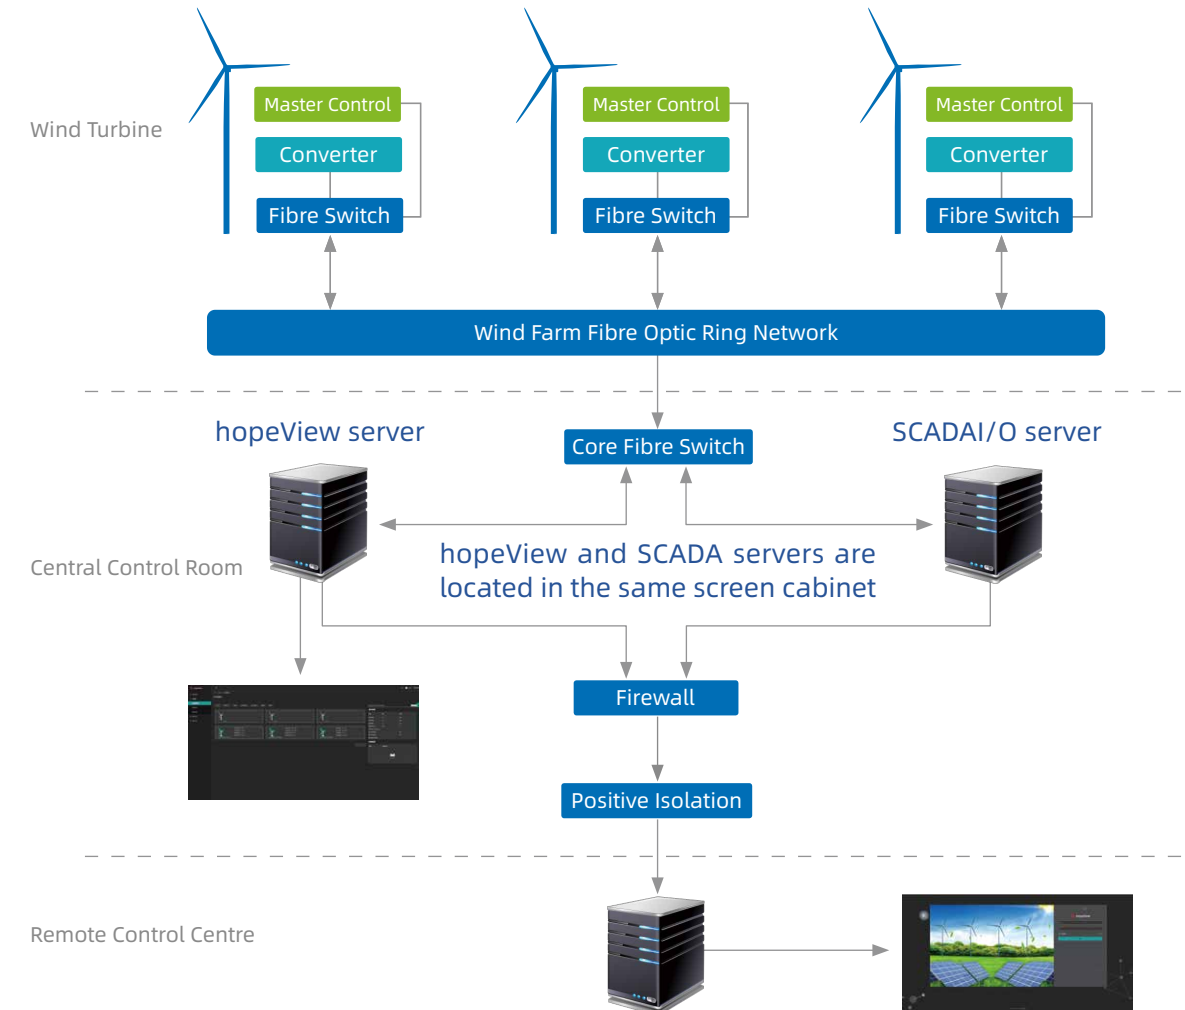 Master Control
Master Control
Master Control
Wind Turbine
Converter
Converter
Converter
Fibre Switch
Fibre Switch
Fibre Switch
Wind Farm Fibre Optic Ring Network
hopeView server
Core Fibre Switch
SCADAI/O server
hopeView and SCADA servers are
located in the same screen cabinet
Central Control Room
Firewall
Positive Isolation
Remote Control Centre